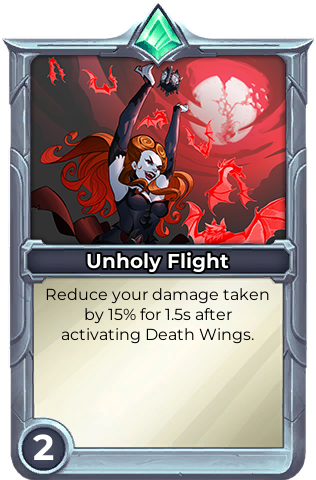 Unholy Flight
Reduce your damage taken
by 15% for 1.5s after
activating Death Wings.
2